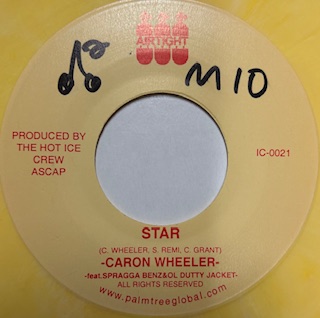 AIRTIGHT
M10
PRODUCED BY
THE HOT ICE
CREW
ASCAP
IC-0021
STAR
(C. WHEELER, S. REMI, C. GRANT)
-CARON WHEELER-
-feat.SPRAGGA BENZ&OL DUTTY JACKET-
ALL RIGHTS RESERVED
www.palmtreeglobal.com